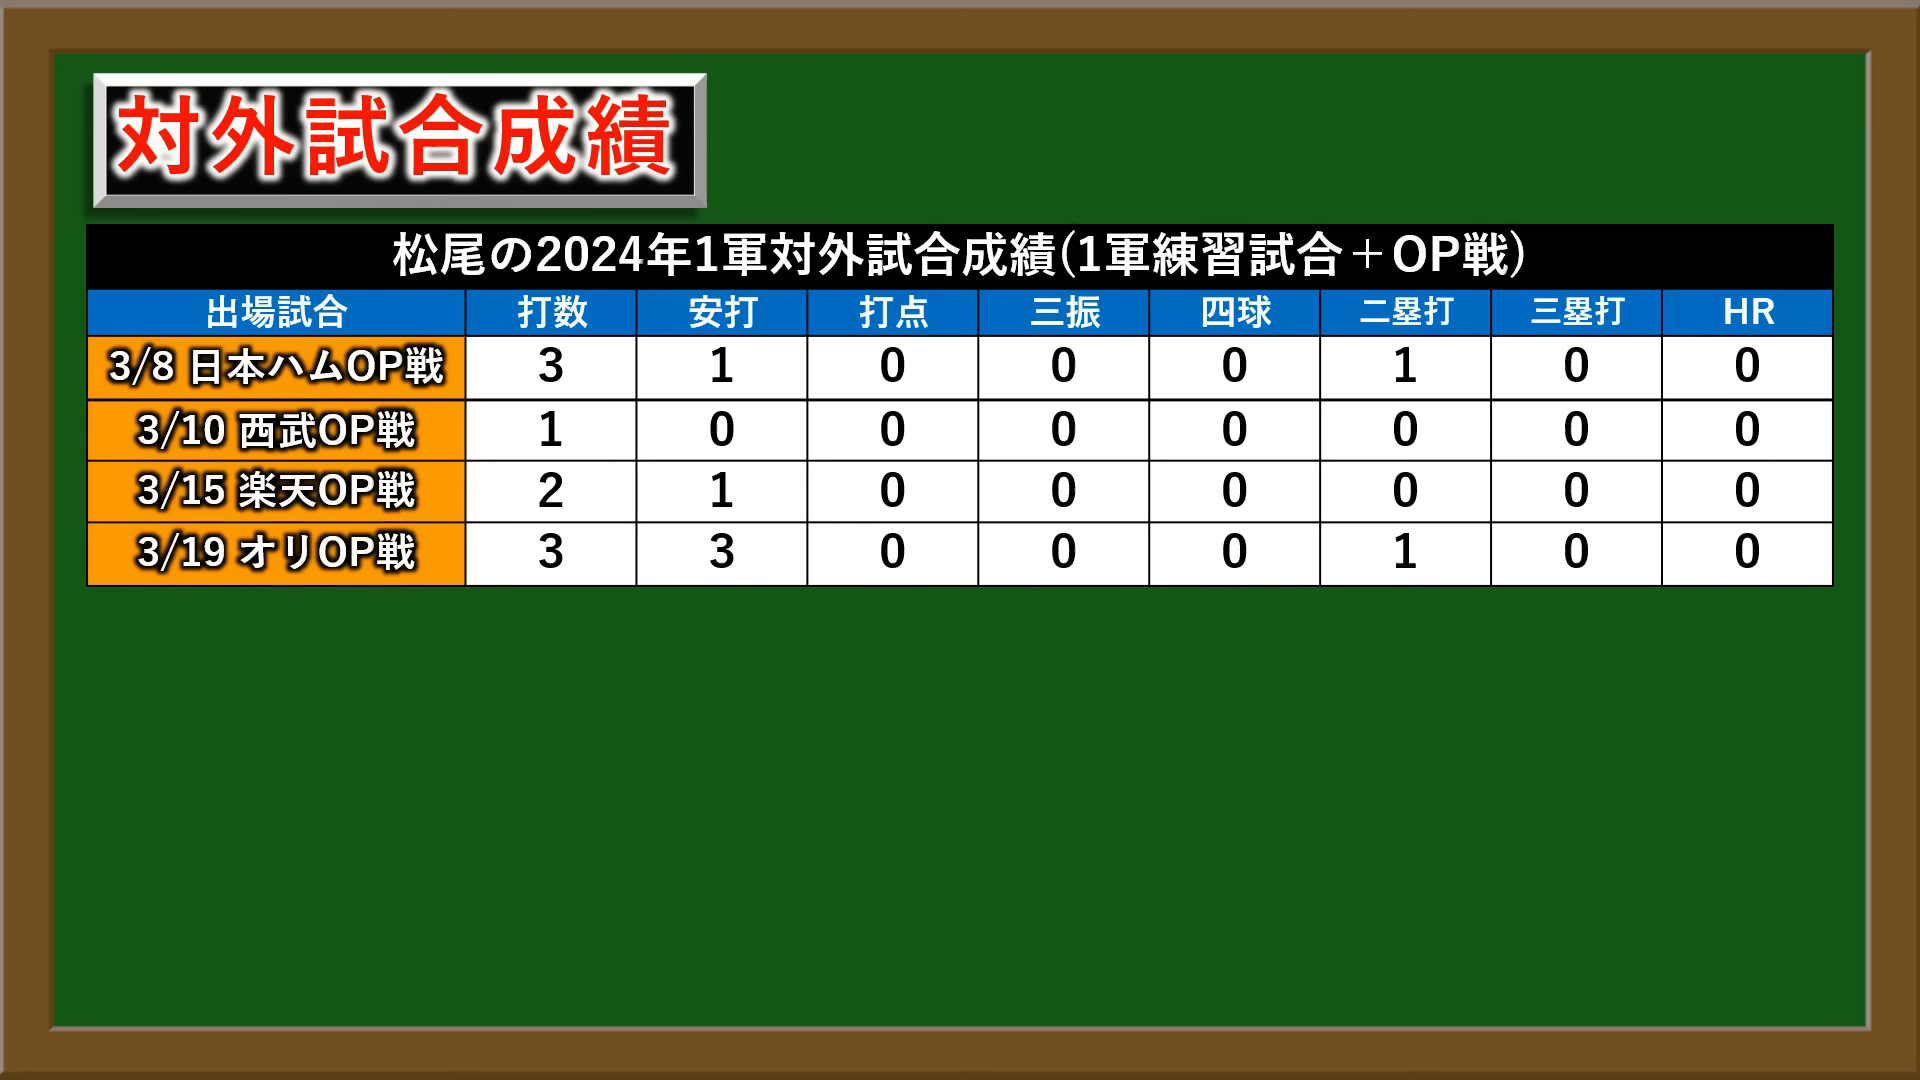 対外試合成績
松尾の2024年1軍対外試合成績(1軍練習試合＋OP戦)
出場試合 打数 安打 打点 三振 四球 二塁打 三塁打 HR
3/8 日本ハムOP戦 3 1 0 0 0 1 0 0
3/10 西武OP戦 1 0 0 0 0 0 0 0
3/15 楽天OP戦 2 1 0 0 0 0 0 0
3/19 オリOP戦 3 3 0 0 0 1 0 0